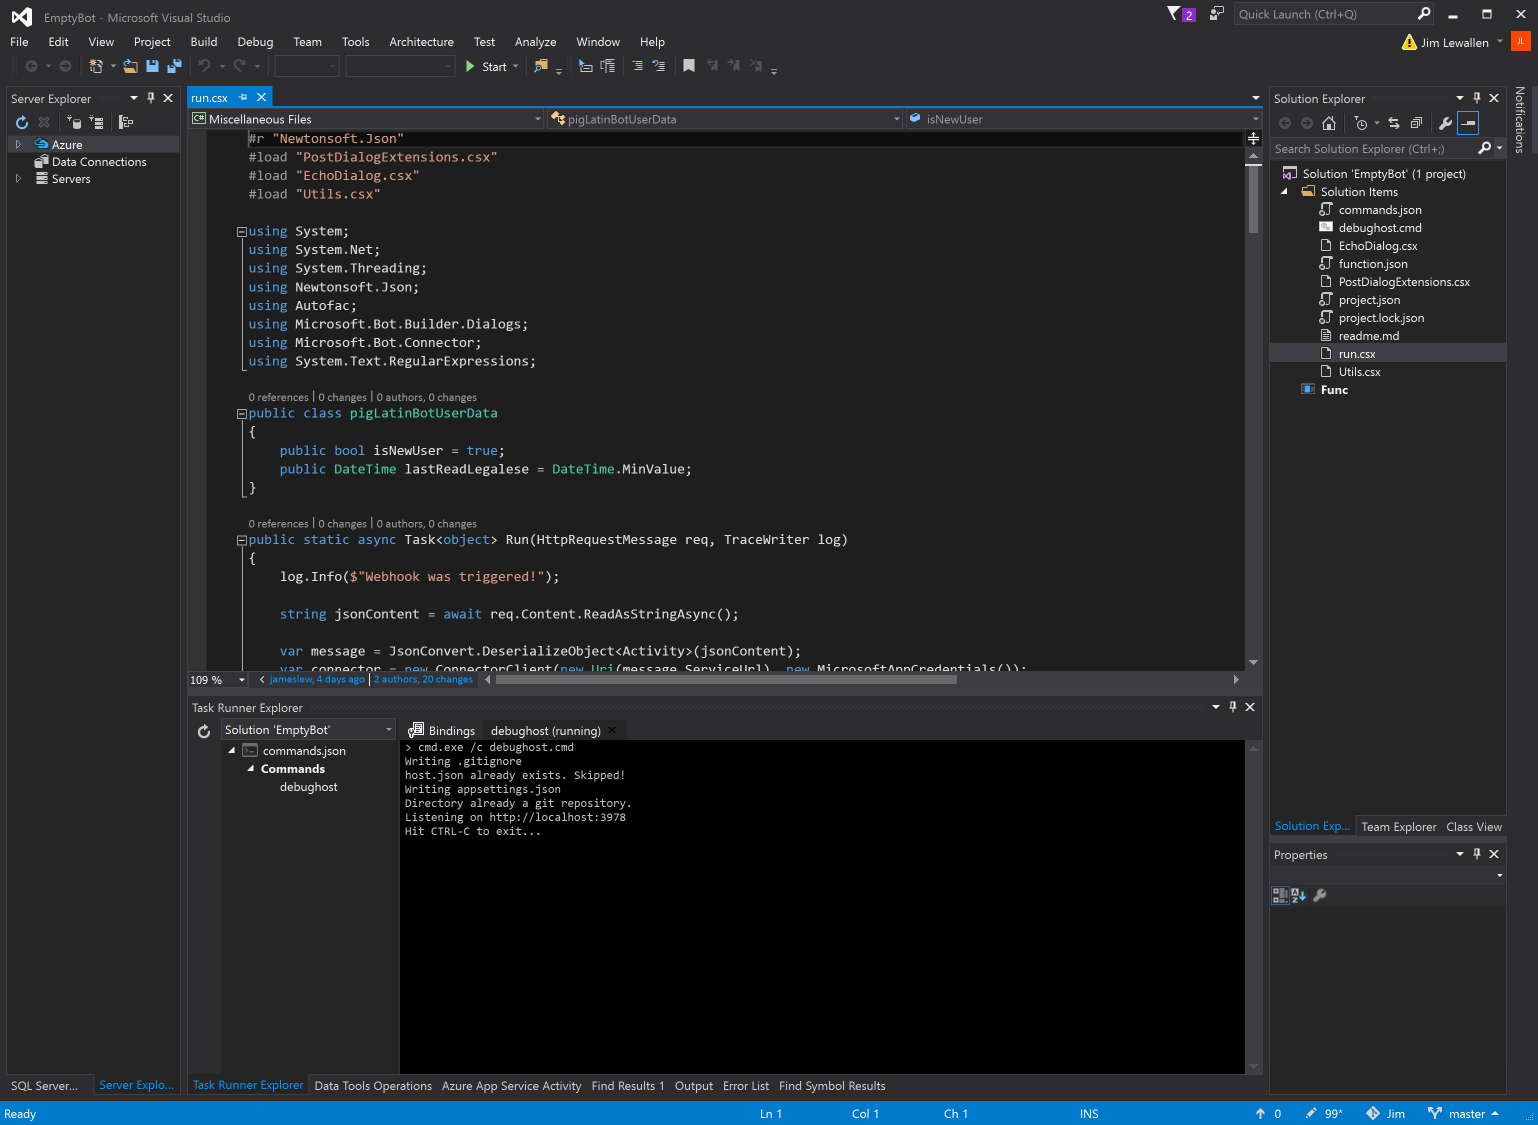 EmptyBot - Microsoft Visual Studio
2
Quick Launch (Ctrl+Q)
File Edit View Project Build Debug Team Tools Architecture Test Analyze Window Help
Jim Lewallen
JL
Start
Server Explorer
Azure
Data Connections
Servers
SQL Server...
Server Explo...
run.csx
C# Miscellaneous Files
pigLatinBotUserData
isNewUser
#r "Newtonsoft.Json"
#load "PostDialogExtensions.csx"
#load "EchoDialog.csx"
#load "Utils.csx"
using System;
using System.Net;
using System.Threading;
using Newtonsoft.Json;
using Autofac;
using Microsoft.Bot.Builder.Dialogs;
using Microsoft.Bot.Connector;
using System.Text.RegularExpressions;
0 references | 0 changes | 0 authors, 0 changes
public class pigLatinBotUserData
{
public bool isNewUser = true;
public DateTime lastReadLegalese = DateTime.MinValue;
}
0 references | 0 changes | 0 authors, 0 changes
public static async Task<object> Run(HttpRequestMessage req, TraceWriter log)
{
log.Info($"Webhook was triggered!");
string jsonContent = await req.Content.ReadAsStringAsync();
var message = JsonConvert.DeserializeObject<Activity>(jsonContent);
var connector = new ConnectorClient(new Uri(message.ServiceUrl), new MicrosoftAppCredentials());
109 %
jameslew, 4 days ago | 2 authors, 20 changes
Task Runner Explorer
Solution 'EmptyBot'
commands.json
Commands
debughost
Bindings
debughost (running)
> cmd.exe /c debughost.cmd
Writing .gitignore
host.json already exists. Skipped!
Writing appsettings.json
Directory already a git repository.
Listening on http://localhost:3978
Hit CTRL-C to exit...
Task Runner Explorer Data Tools Operations Azure App Service Activity Find Results 1 Output Error List Find Symbol Results
Solution Explorer
Search Solution Explorer (Ctrl+;)
Solution 'EmptyBot' (1 project)
Solution Items
commands.json
debughost.cmd
EchoDialog.csx
function.json
PostDialogExtensions.csx
project.json
project.lock.json
readme.md
run.csx
Utils.csx
Func
Solution Exp... Team Explorer Class View
Properties
Notifications
Ready
Ln 1
Col 1
Ch 1
INS
0
99*
Jim
master